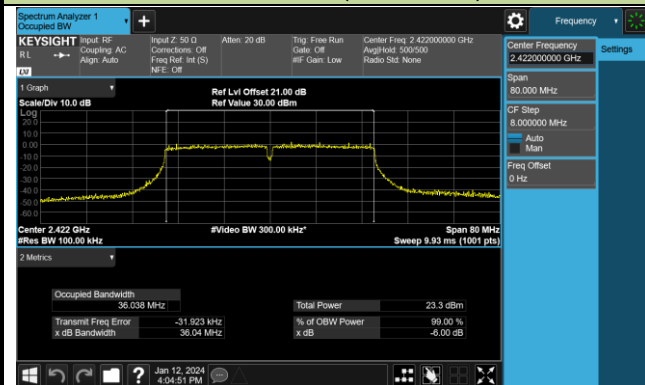 Spectrum Analyzer 1
Occupied BW
Frequency
KEYSIGHT
RL
LXI
Input: RF
Coupling: AC
Align: Auto
Input Z: 50 Ω
Corrections: Off
Freq Ref: Int (S)
NFE: Off
Atten: 20 dB
Trig: Free Run
Gate: Off
#IF Gain: Low
Center Freq: 2.422000000 GHz
Avg|Hold: 500/500
Radio Std: None
Center Frequency
2.422000000 GHz
Settings
Span
80.000 MHz
CF Step
8.000000 MHz
Auto
Man
Freq Offset
0 Hz
1 Graph
Scale/Div 10.0 dB
Ref Lvl Offset 21.00 dB
Ref Value 30.00 dBm
Log
20.0
10.0
0.00
-10.0
-20.0
-30.0
-40.0
-50.0
-60.0
Center 2.422 GHz
#Res BW 100.00 kHz
#Video BW 300.00 kHz*
Span 80 MHz
Sweep 9.93 ms (1001 pts)
2 Metrics
Occupied Bandwidth
36.038 MHz
Transmit Freq Error -31.923 kHz
x dB Bandwidth 36.04 MHz
Total Power 23.3 dBm
% of OBW Power 99.00 %
x dB -6.00 dB
Jan 12, 2024
4:04:51 PM